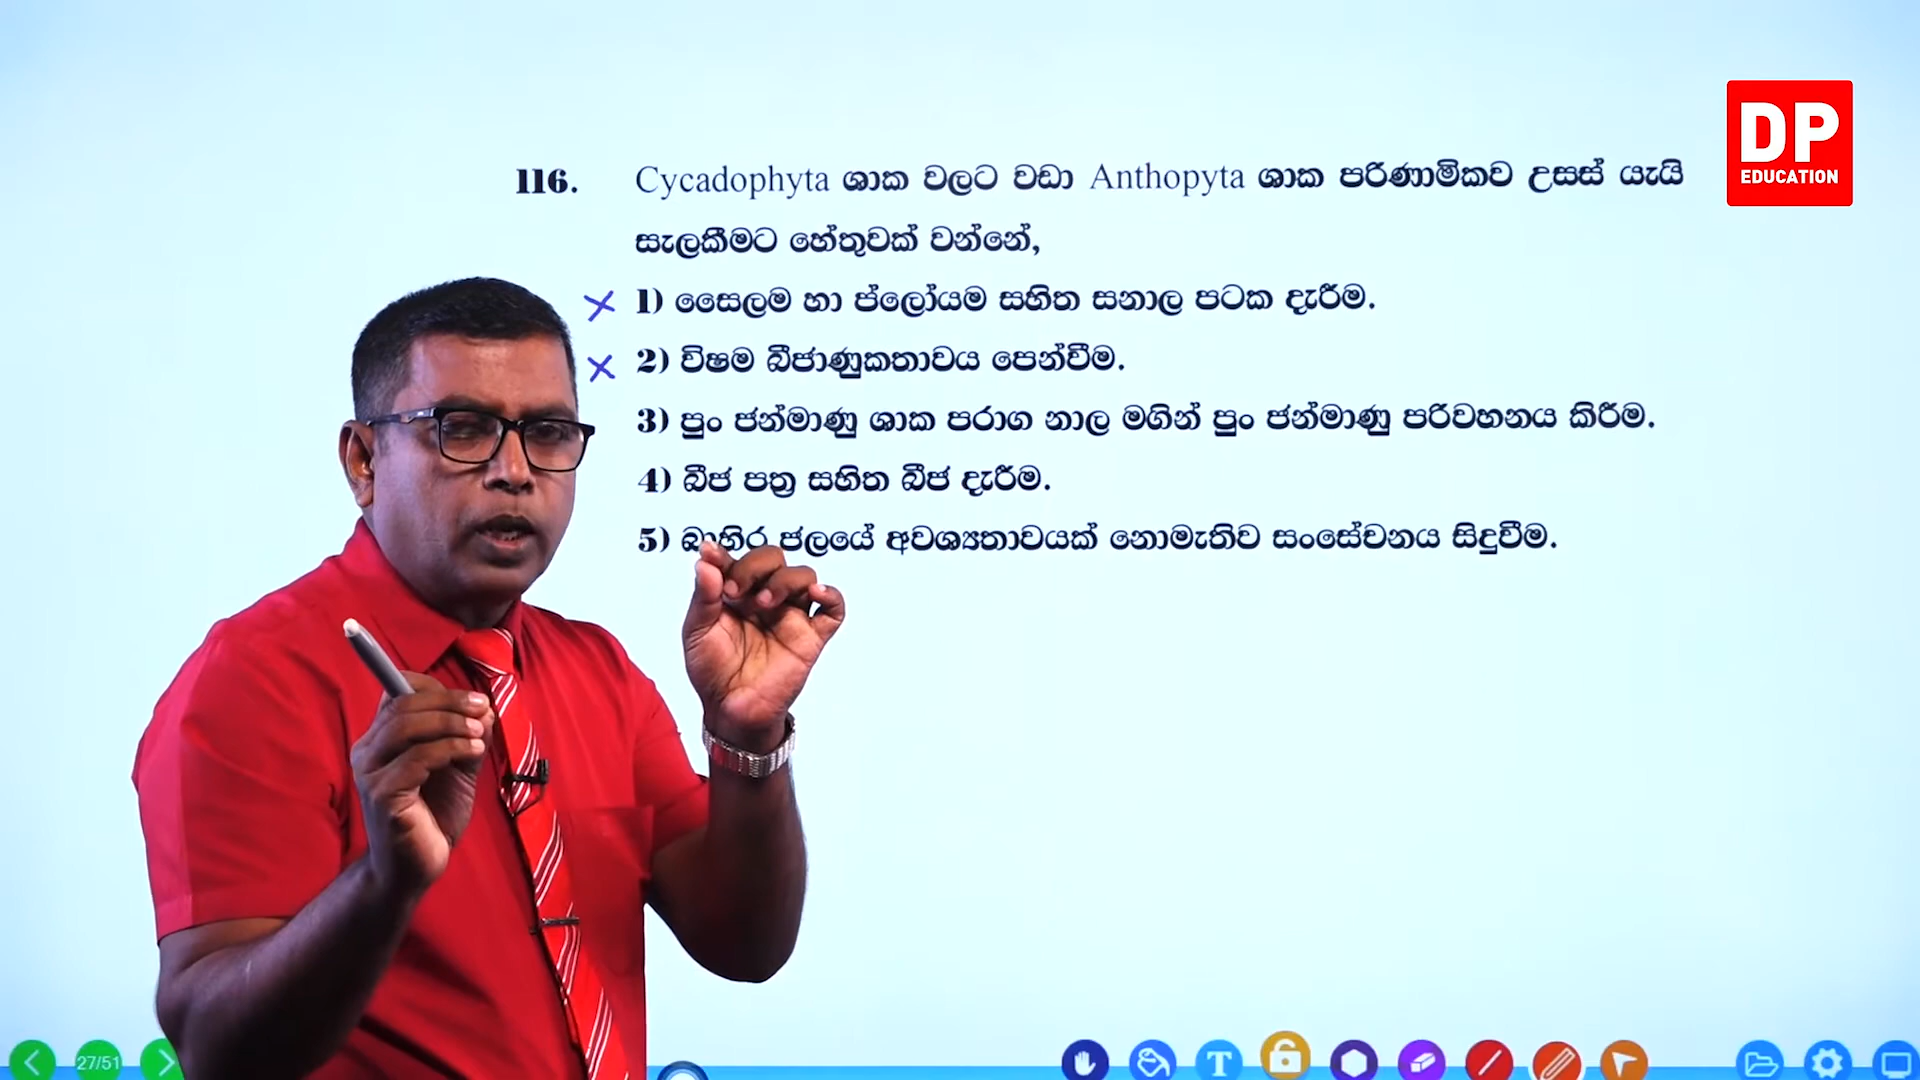 DP
EDUCATION
116. Cycadophyta ශාක වලට වඩා Anthopyta ශාක පරිණාමිකව උසස් යැයි
සැලකීමට හේතුවක් වන්නේ,
1) සෛලම හා ප්ලෝයම සහිත සනාල පටක දැරීම.
2) විෂම බීජාණුකතාවය පෙන්වීම.
3) පුං ජන්මාණු ශාක පරාග නාල මගින් පුං ජන්මාණු පරිවහනය කිරීම.
4) බීජ පත්‍ර සහිත බීජ දැරීම.
5) බාහිර ජලයේ අවශ්‍යතාවයක් නොමැතිව සංසේචනය සිදුවීම.
27/51
T